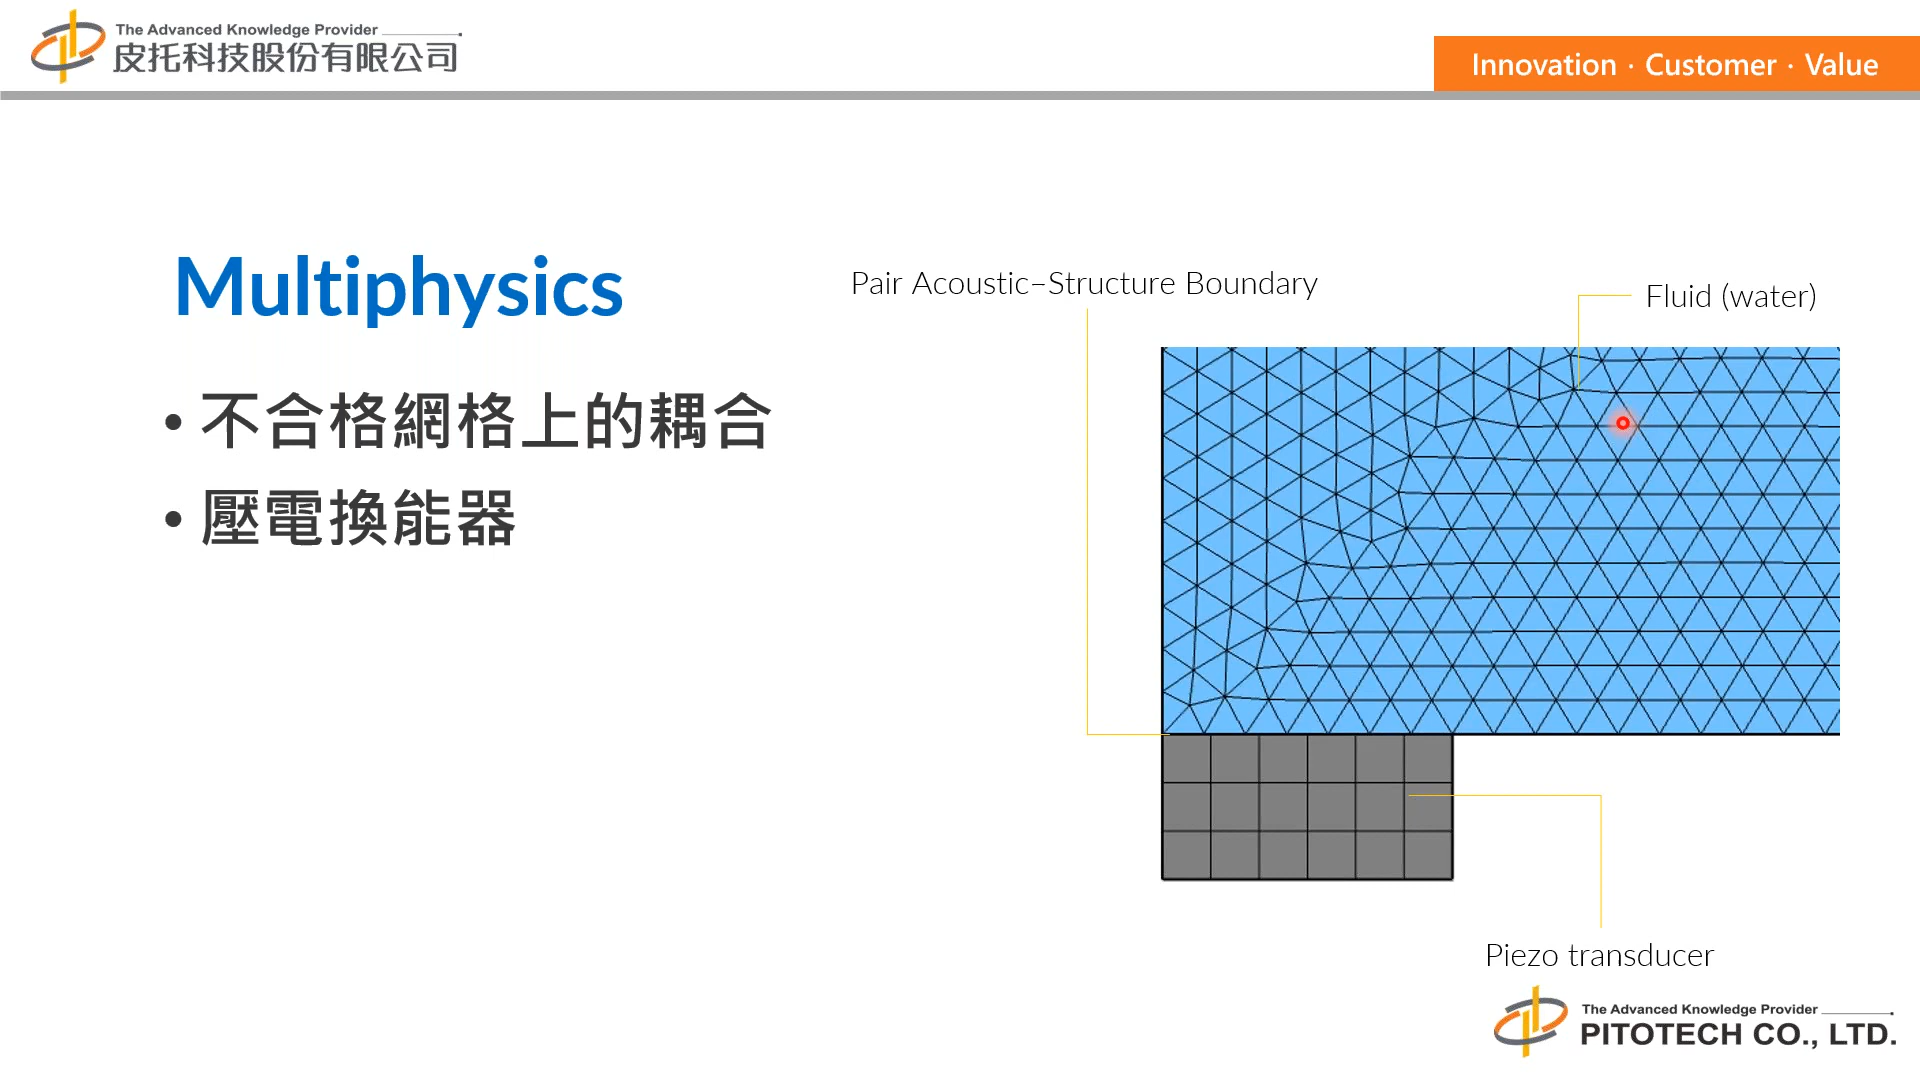 The Advanced Knowledge Provider
皮托科技股份有限公司
Innovation · Customer · Value
Multiphysics
• 不合格網格上的耦合
• 壓電換能器
Pair Acoustic–Structure Boundary
Fluid (water)
Piezo transducer
The Advanced Knowledge Provider
PITOTECH CO., LTD.